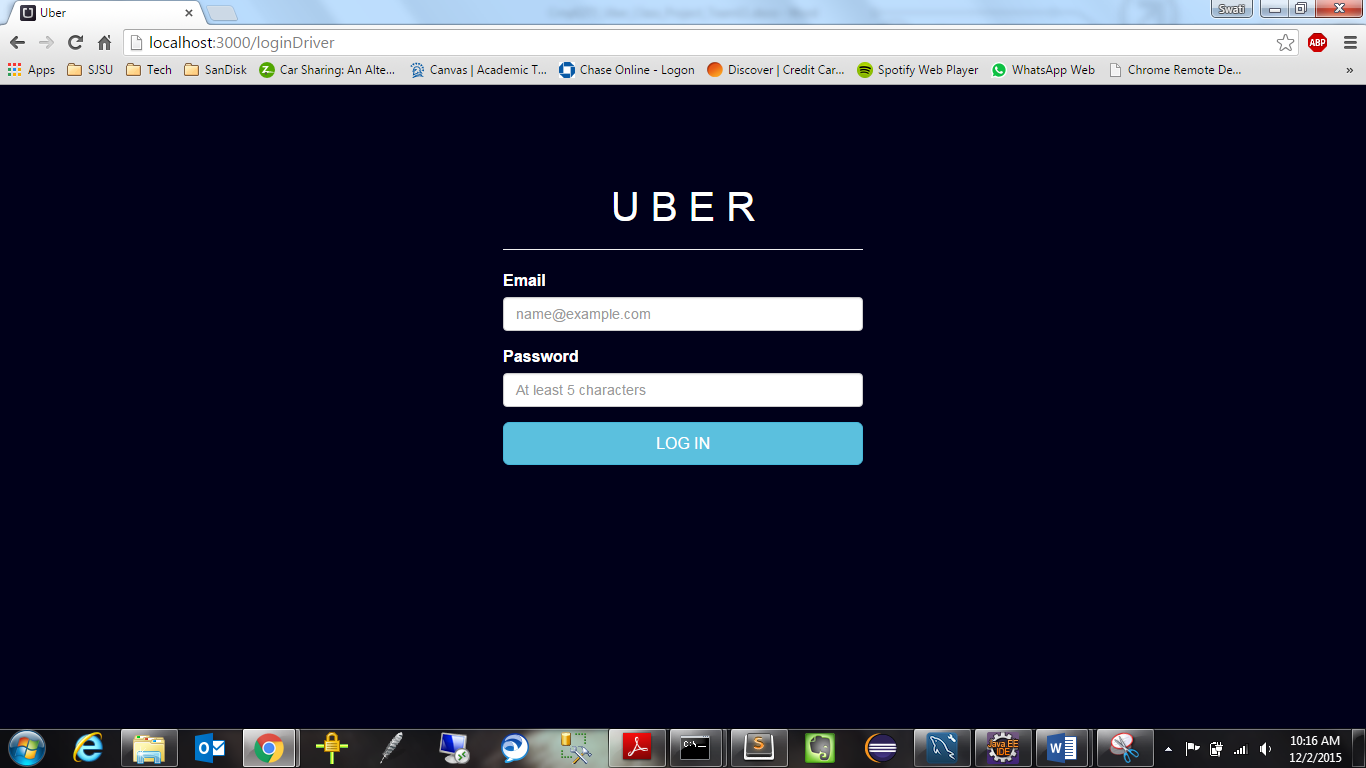 Uber
Swati
localhost:3000/loginDriver
ABP
Apps SJSU Tech SanDisk Car Sharing: An Alte... Canvas | Academic T... Chase Online - Logon Discover | Credit Car... Spotify Web Player WhatsApp Web Chrome Remote De... »
U B E R
Email
name@example.com
Password
At least 5 characters
LOG IN
C:\_
Java EE
IDE
10:16 AM
12/2/2015